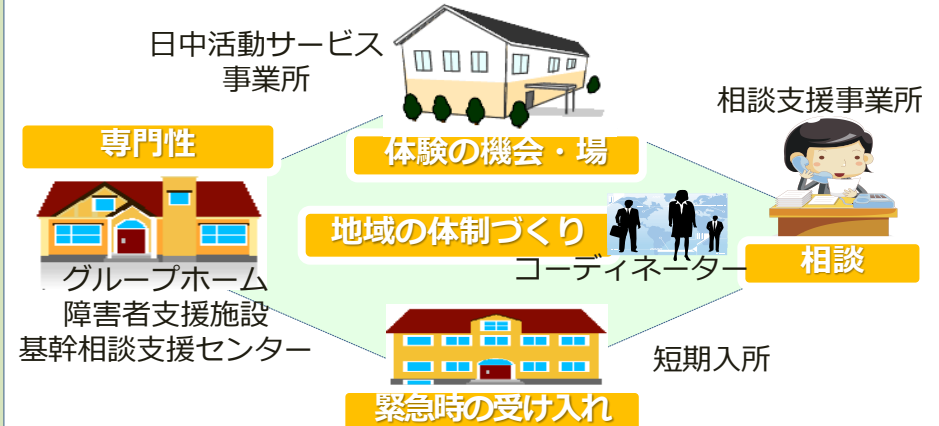 日中活動サービス
事業所
相談支援事業所
専門性
体験の機会・場
地域の体制づくり
コーディネーター
相談
グループホーム
障害者支援施設
基幹相談支援センター
短期入所
緊急時の受け入れ